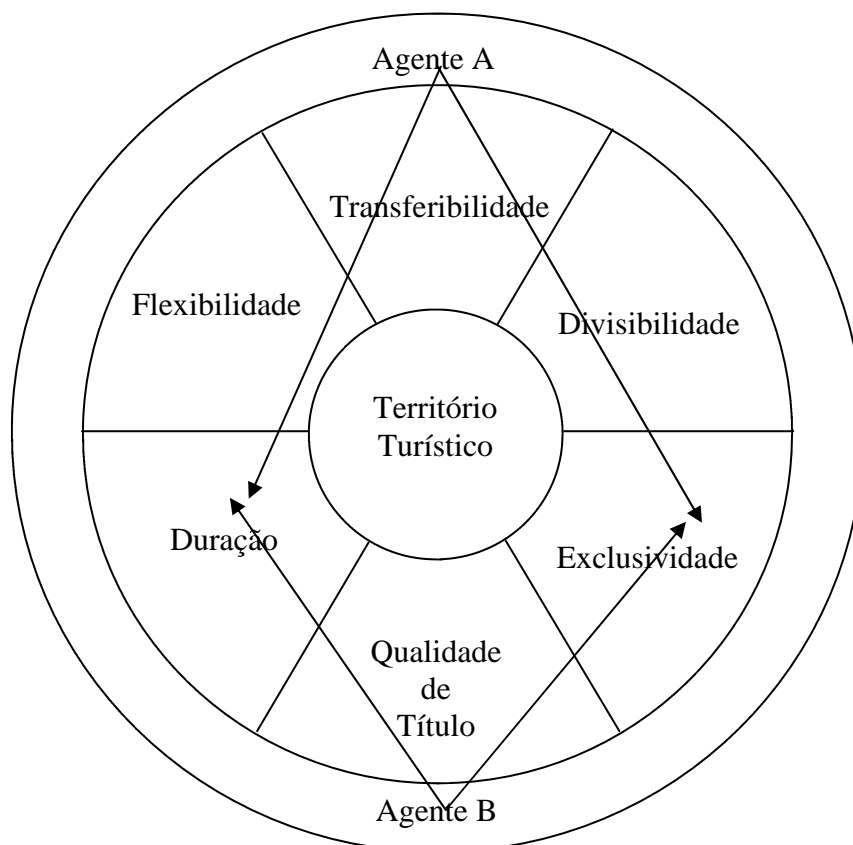 Agente A
Transferibilidade
Flexibilidade
Divisibilidade
Território
Turístico
Duração
Exclusividade
Qualidade
de
Título
Agente B